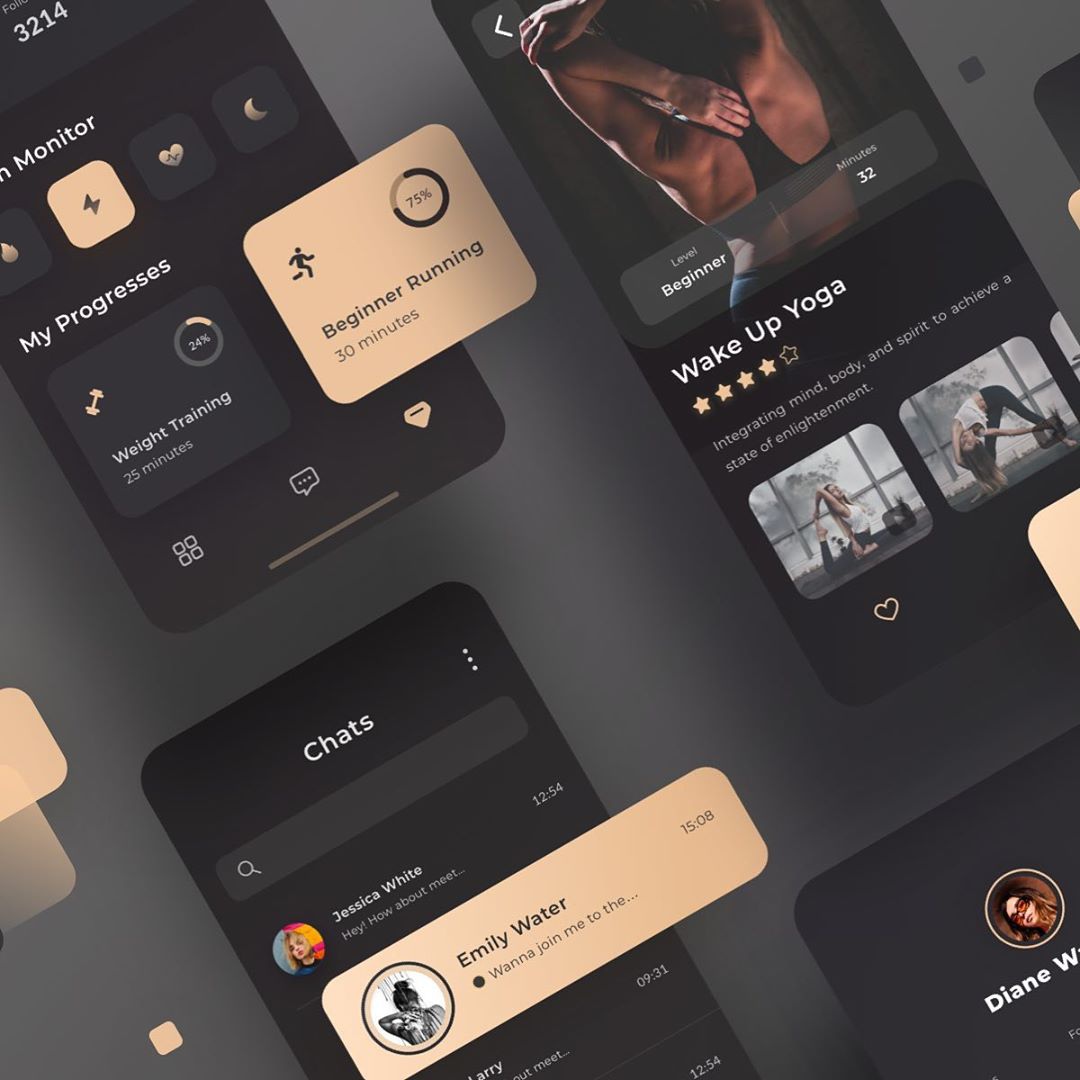 3214
Monitor
My Progresses
75%
Beginner Running
30 minutes
24%
Weight Training
25 minutes
Minutes
32
Level
Beginner
Wake Up Yoga
Integrating mind, body, and spirit to achieve a
state of enlightenment.
Chats
12:54
Jessica White
Hey! How about meet...
15:08
Emily Water
Wanna join me to the...
09:31
Larry
out meet...
12:54
Diane